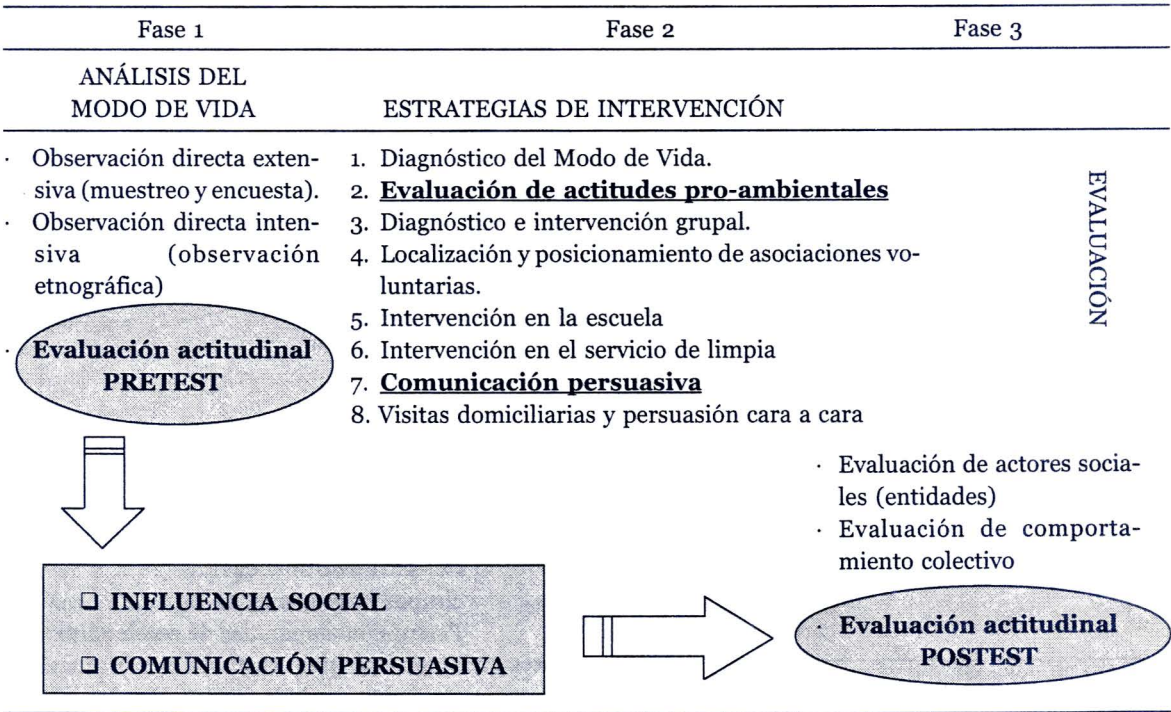 Fase 1
Fase 2
Fase 3
ANÁLISIS DEL
MODO DE VIDA
ESTRATEGIAS DE INTERVENCIÓN
· Observación directa exten-
siva (muestreo y encuesta).
· Observación directa inten-
siva (observación
etnográfica)
· Evaluación actitudinal
PRETEST
1. Diagnóstico del Modo de Vida.
2. Evaluación de actitudes pro-ambientales
3. Diagnóstico e intervención grupal.
4. Localización y posicionamiento de asociaciones vo-
luntarias.
5. Intervención en la escuela
6. Intervención en el servicio de limpia
7. Comunicación persuasiva
8. Visitas domiciliarias y persuasión cara a cara
EVALUACIÓN
· Evaluación de actores socia-
les (entidades)
· Evaluación de comporta-
miento colectivo
· Evaluación actitudinal
POSTEST
❑ INFLUENCIA SOCIAL
❑ COMUNICACIÓN PERSUASIVA